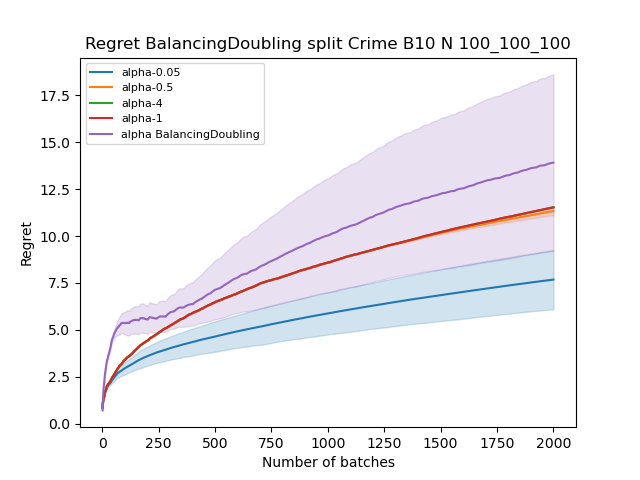 Regret BalancingDoubling split Crime B10 N 100_100_100
alpha-0.05
alpha-0.5
alpha-4
alpha-1
alpha BalancingDoubling
17.5
15.0
12.5
10.0
7.5
5.0
2.5
0.0
Regret
0 250 500 750 1000 1250 1500 1750 2000
Number of batches